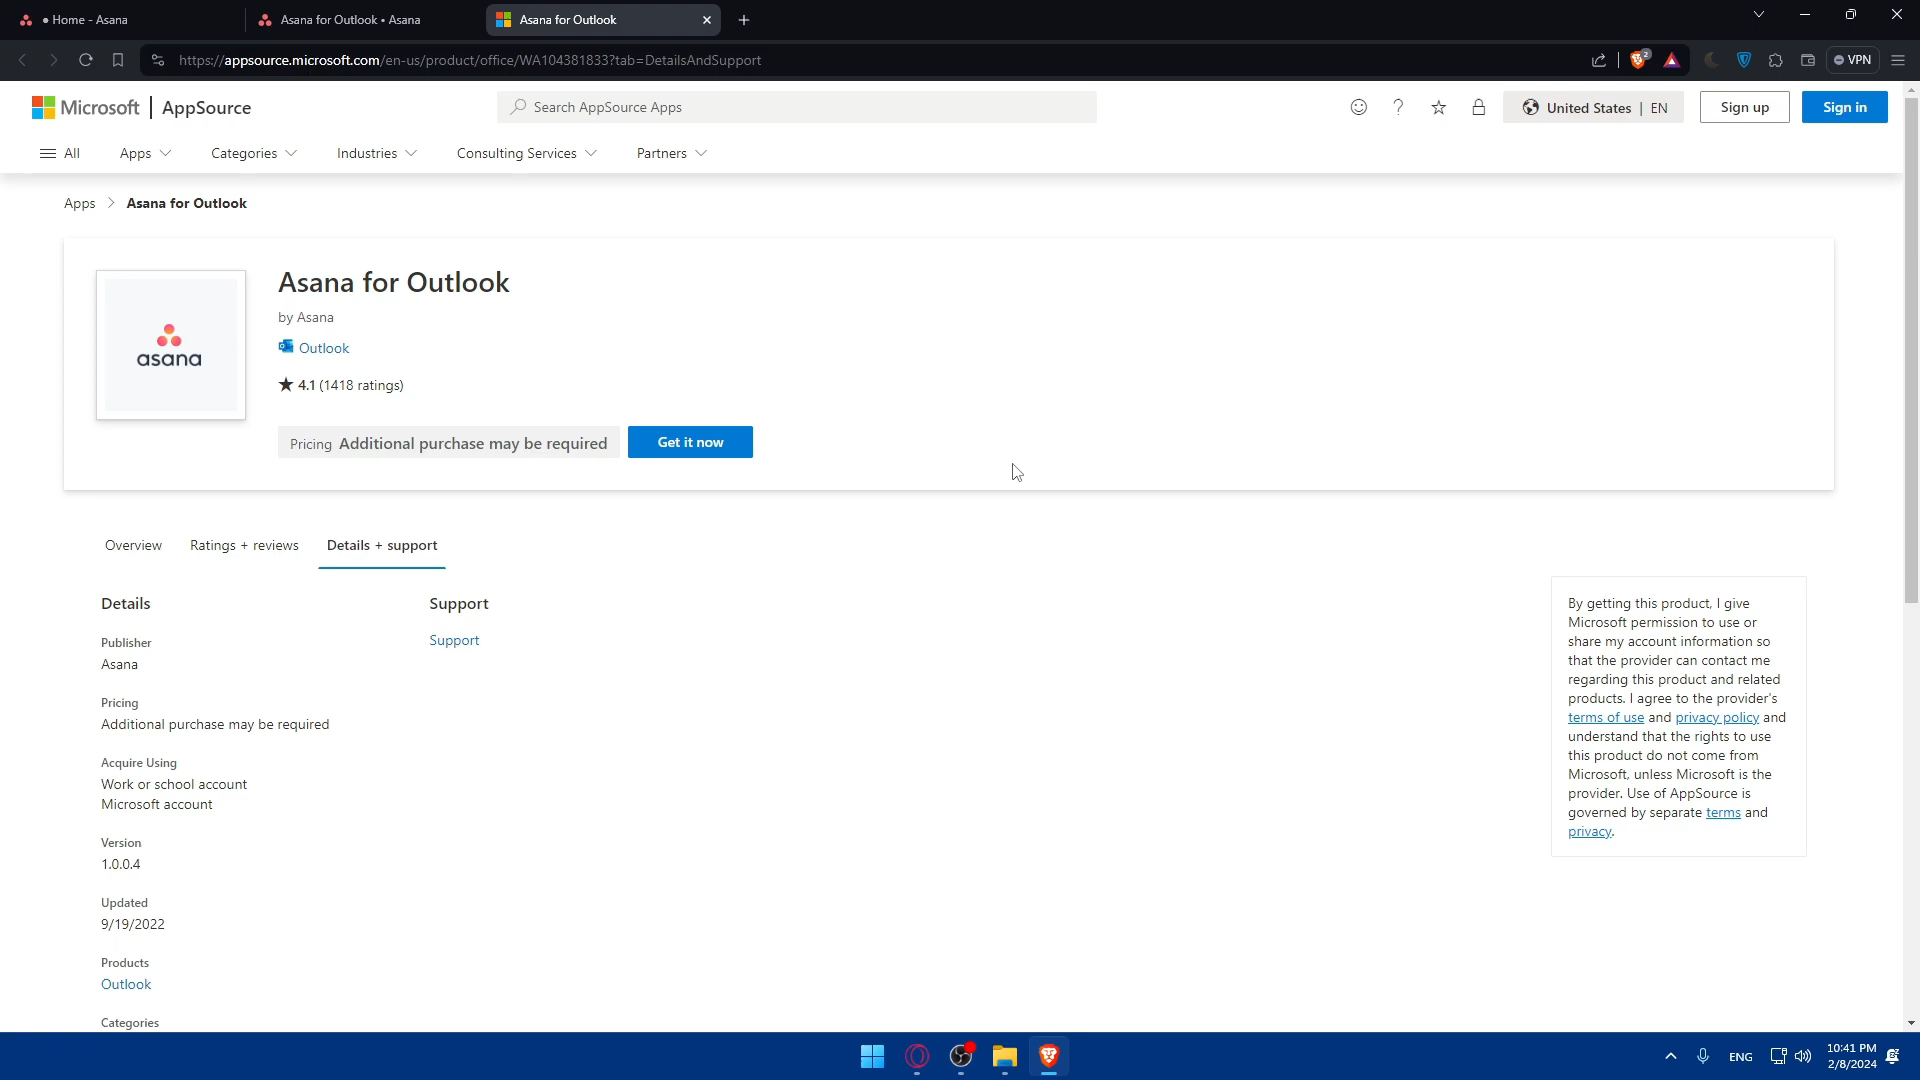 • Home - Asana
Asana for Outlook • Asana
Asana for Outlook
https://appsource.microsoft.com/en-us/product/office/WA104381833?tab=DetailsAndSupport
2
VPN
Microsoft | AppSource
Search AppSource Apps
United States | EN
Sign up
Sign in
All
Apps
Categories
Industries
Consulting Services
Partners
Apps > Asana for Outlook
asana
Asana for Outlook
by Asana
Outlook
★ 4.1 (1418 ratings)
Pricing Additional purchase may be required
Get it now
Overview
Ratings + reviews
Details + support
Details
Publisher
Asana
Pricing
Additional purchase may be required
Acquire Using
Work or school account
Microsoft account
Version
1.0.0.4
Updated
9/19/2022
Products
Outlook
Categories
Support
Support
By getting this product, I give
Microsoft permission to use or
share my account information so
that the provider can contact me
regarding this product and related
products. I agree to the provider's
terms of use and privacy policy and
understand that the rights to use
this product do not come from
Microsoft, unless Microsoft is the
provider. Use of AppSource is
governed by separate terms and
privacy.
ENG
10:41 PM
2/8/2024